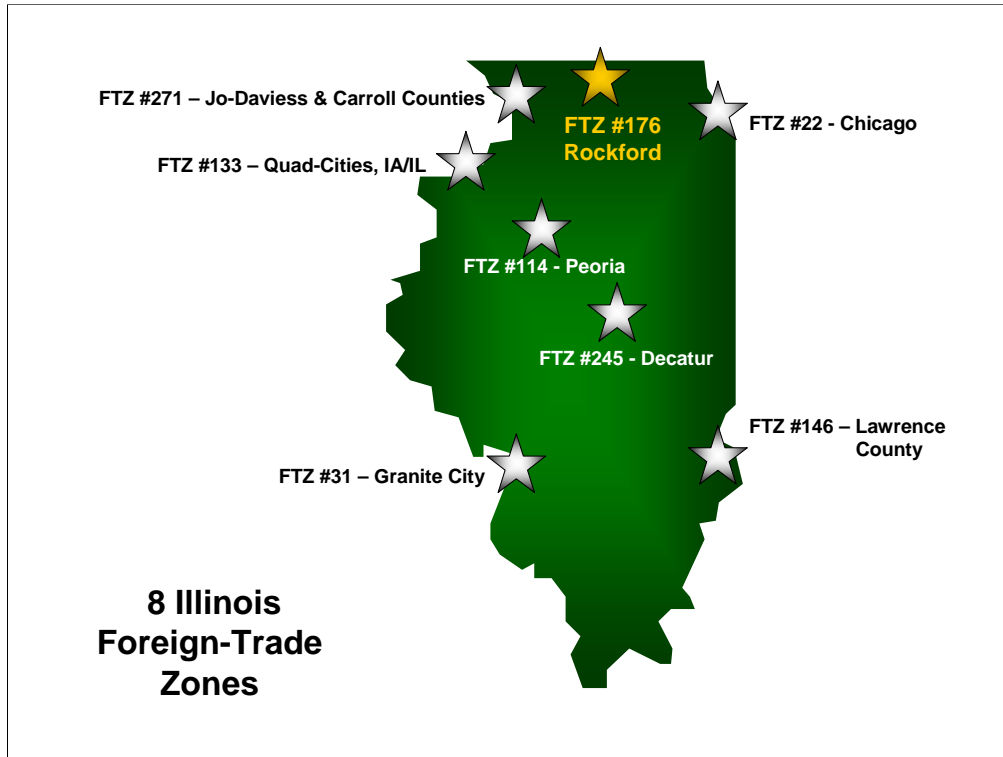 FTZ #271 – Jo-Daviess & Carroll Counties
FTZ #176
Rockford
FTZ #22 - Chicago
FTZ #133 – Quad-Cities, IA/IL
FTZ #114 - Peoria
FTZ #245 - Decatur
FTZ #146 – Lawrence
County
FTZ #31 – Granite City
8 Illinois
Foreign-Trade
Zones